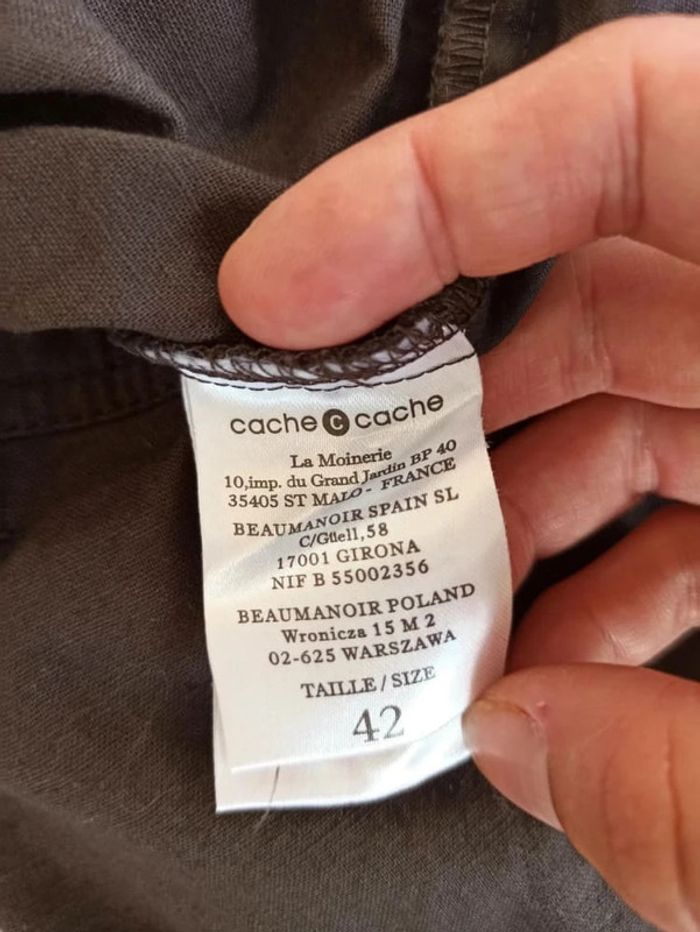 cache c cache
La Moinerie
10,imp. du Grand Jardin BP 40
35405 ST MALO - FRANCE
BEAUMANOIR SPAIN SL
C/Güell,58
17001 GIRONA
NIF B 55002356
BEAUMANOIR POLAND
Wronicza 15 M 2
02-625 WARSZAWA
TAILLE / SIZE
42